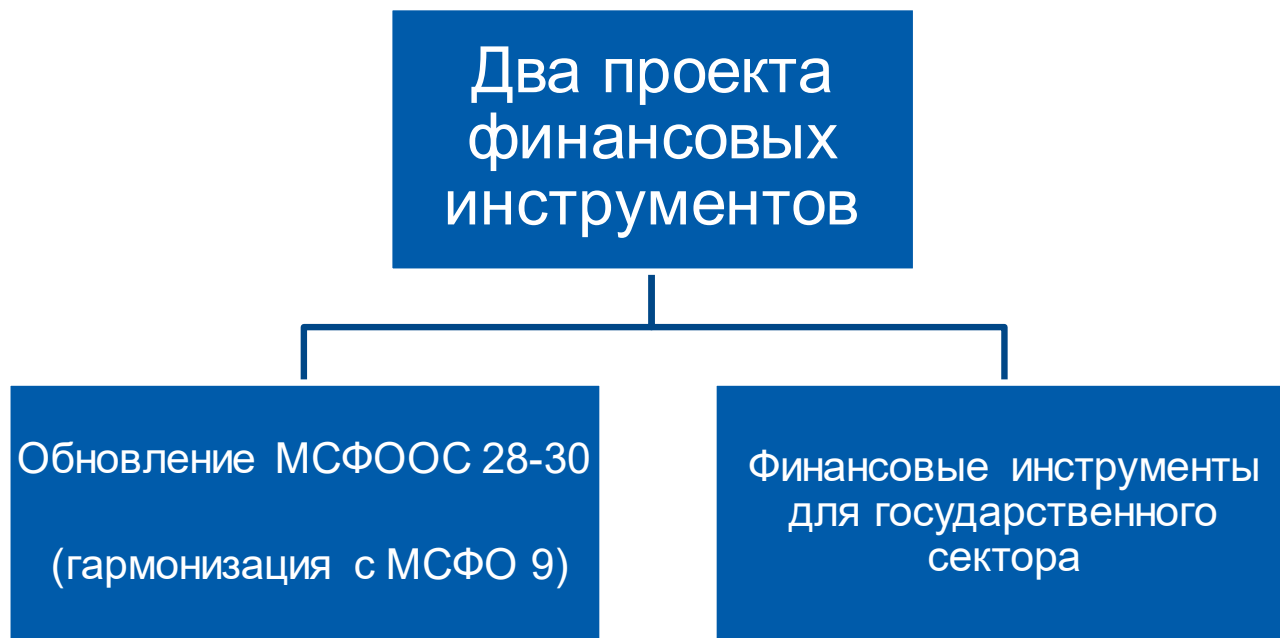 Два проекта
финансовых
инструментов
Обновление МСФООС 28-30
(гармонизация с МСФО 9)
Финансовые инструменты
для государственного
сектора